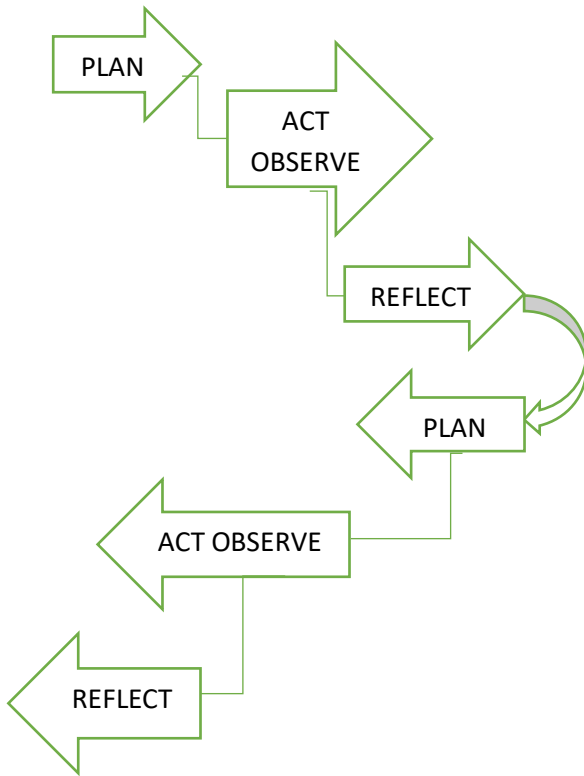 PLAN
ACT
OBSERVE
REFLECT
PLAN
ACT OBSERVE
REFLECT